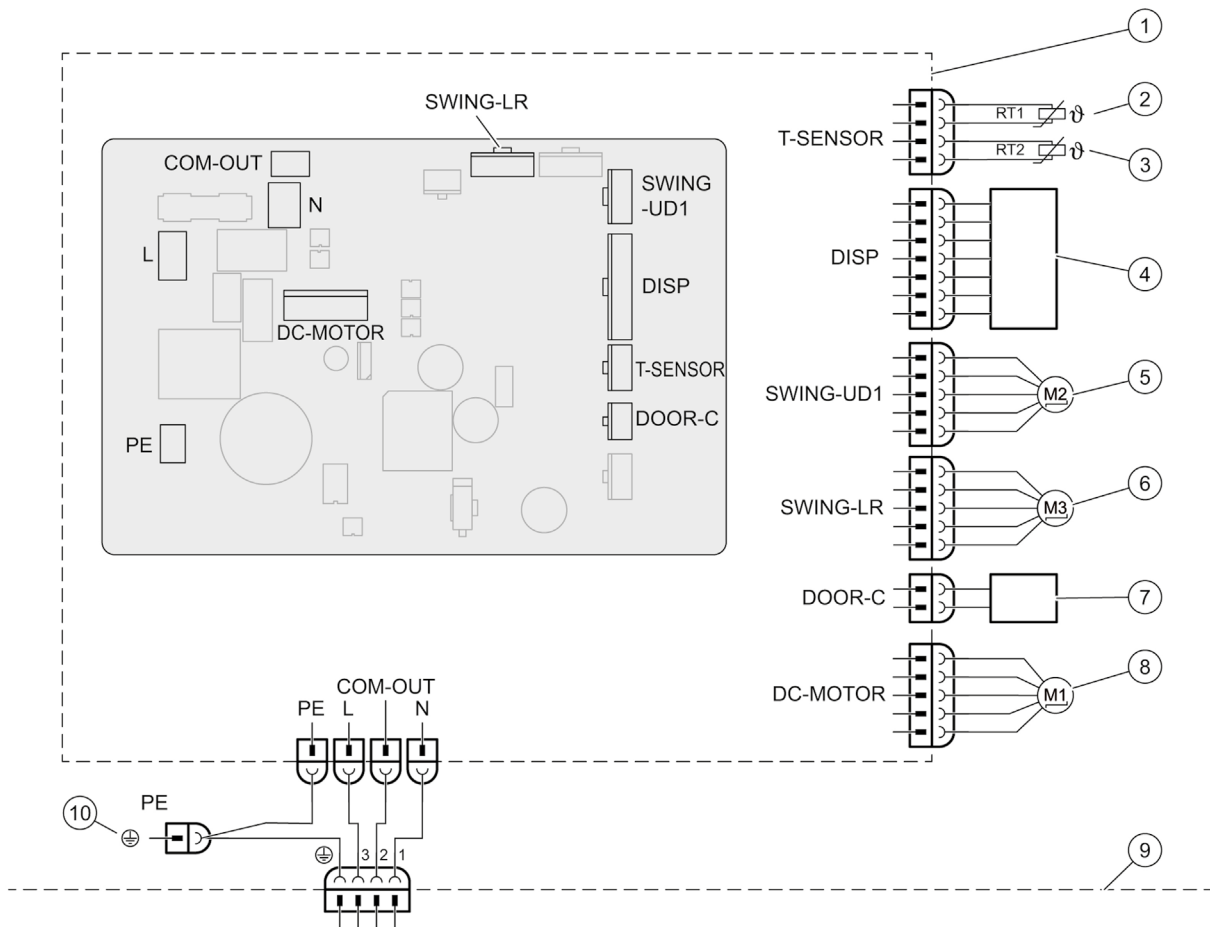 1
SWING-LR
2
RT1 ϑ
T-SENSOR
COM-OUT
RT2 ϑ
3
SWING
-UD1
N
L
DISP
4
DISP
DC-MOTOR
T-SENSOR
SWING-UD1
M2
5
DOOR-C
PE
6
SWING-LR
M3
DOOR-C
7
8
DC-MOTOR
M1
COM-OUT
PE L N
PE
10
3 2 1
9